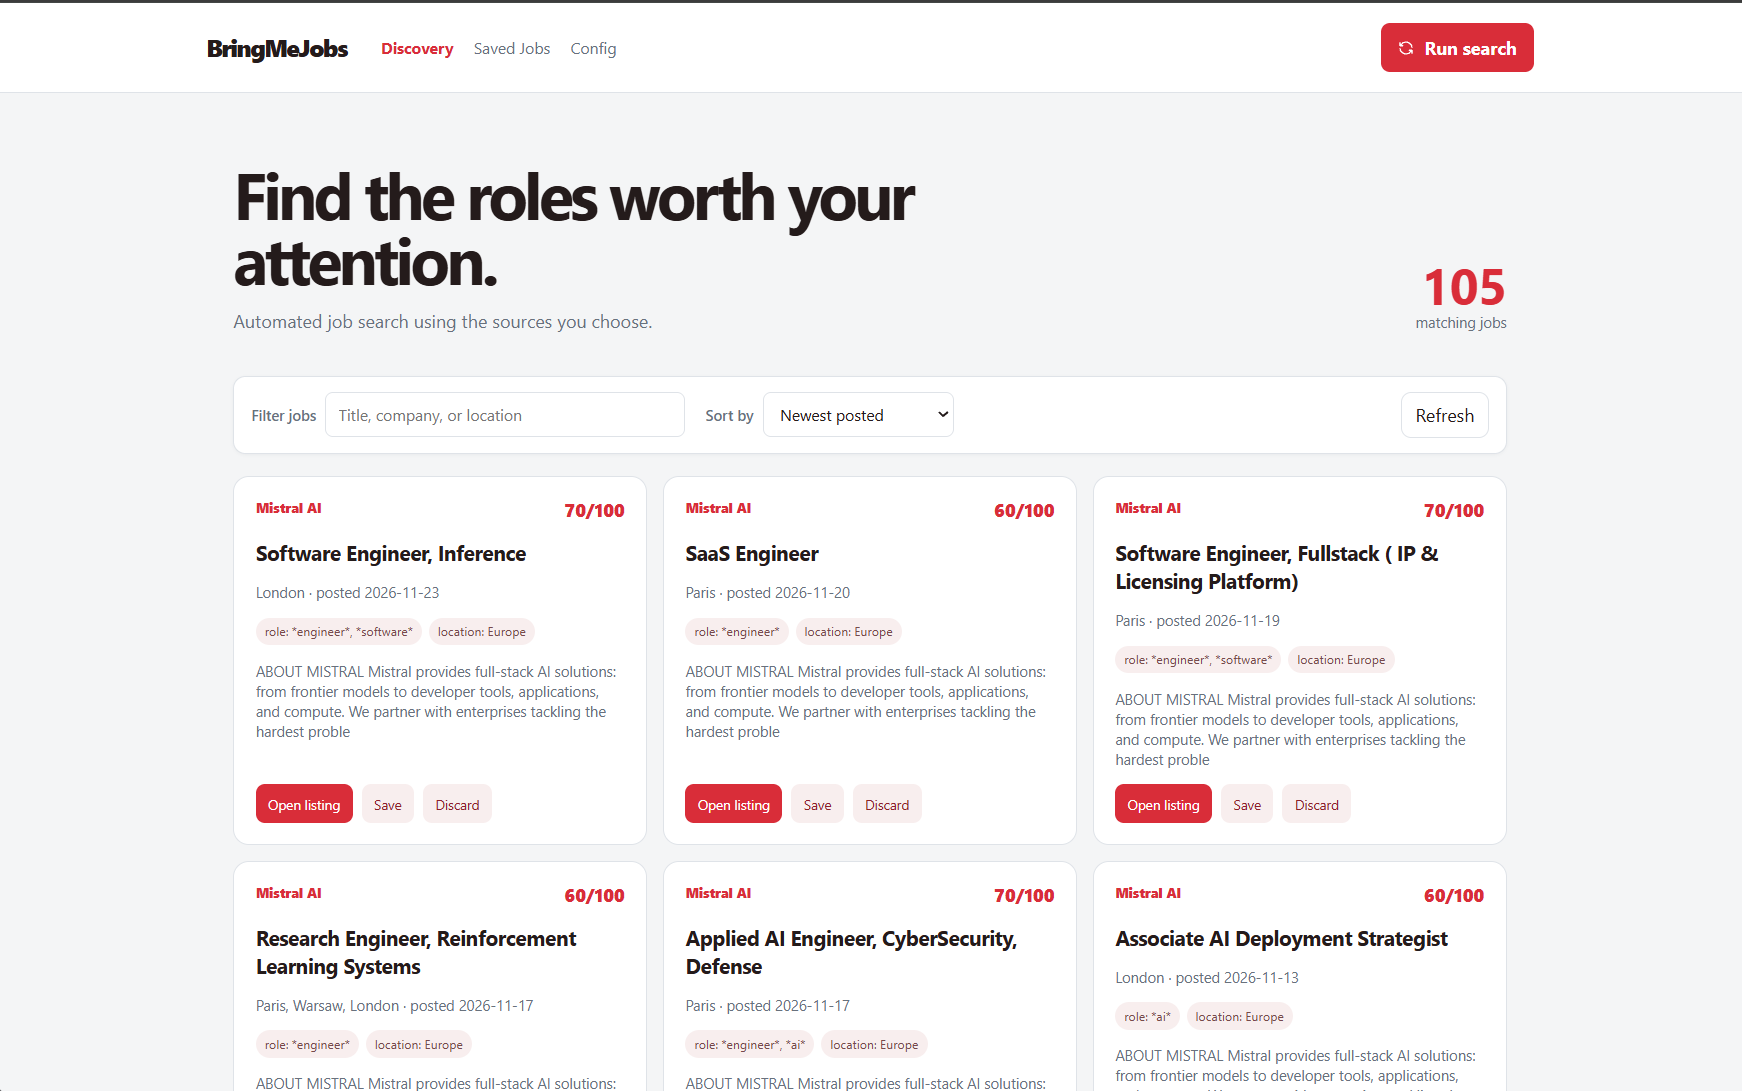 BringMeJobs
Discovery
Saved Jobs
Config
Run search
Find the roles worth your
attention.
Automated job search using the sources you choose.
105
matching jobs
Filter jobs
Title, company, or location
Sort by
Newest posted
Refresh
Mistral AI
70/100
Software Engineer, Inference
London · posted 2026-11-23
role: *engineer*, *software*
location: Europe
ABOUT MISTRAL Mistral provides full-stack AI solutions:
from frontier models to developer tools, applications,
and compute. We partner with enterprises tackling the
hardest proble
Open listing
Save
Discard
Mistral AI
60/100
SaaS Engineer
Paris · posted 2026-11-20
role: *engineer*
location: Europe
ABOUT MISTRAL Mistral provides full-stack AI solutions:
from frontier models to developer tools, applications,
and compute. We partner with enterprises tackling the
hardest proble
Open listing
Save
Discard
Mistral AI
70/100
Software Engineer, Fullstack ( IP &
Licensing Platform)
Paris · posted 2026-11-19
role: *engineer*, *software*
location: Europe
ABOUT MISTRAL Mistral provides full-stack AI solutions:
from frontier models to developer tools, applications,
and compute. We partner with enterprises tackling the
hardest proble
Open listing
Save
Discard
Mistral AI
60/100
Research Engineer, Reinforcement
Learning Systems
Paris, Warsaw, London · posted 2026-11-17
role: *engineer*
location: Europe
ABOUT MISTRAL Mistral provides full-stack AI solutions:
Mistral AI
70/100
Applied AI Engineer, CyberSecurity,
Defense
Paris · posted 2026-11-17
role: *engineer*, *ai*
location: Europe
ABOUT MISTRAL Mistral provides full-stack AI solutions:
Mistral AI
60/100
Associate AI Deployment Strategist
London · posted 2026-11-13
role: *ai*
location: Europe
ABOUT MISTRAL Mistral provides full-stack AI solutions:
from frontier models to developer tools, applications,